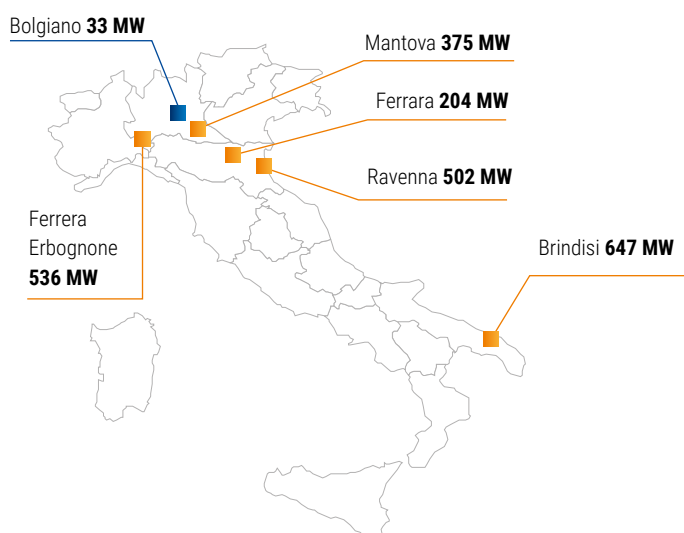 Bolgiano 33 MW
Mantova 375 MW
Ferrara 204 MW
Ravenna 502 MW
Ferrera
Erbognone
536 MW
Brindisi 647 MW